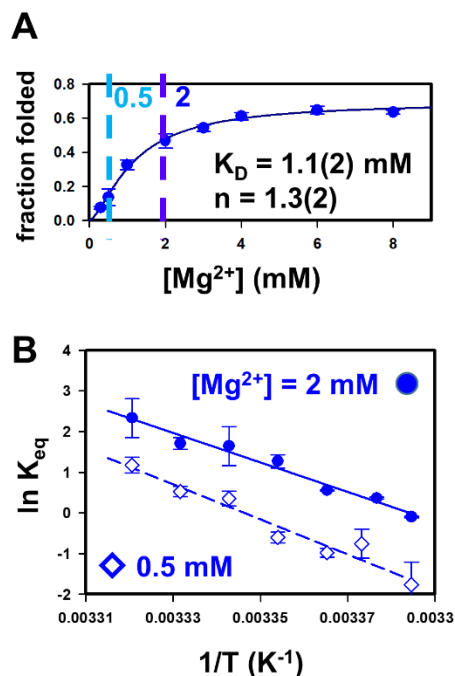 A
0.5
2
0.8
0.6
0.4
0.2
0.0
fraction folded
K_D = 1.1(2) mM
n = 1.3(2)
0 2 4 6 8
[Mg²⁺] (mM)
B
4
3
2
1
0
-1
-2
ln K_eq
[Mg²⁺] = 2 mM
0.5 mM
0.00331 0.00333 0.00335 0.00337 0.0033
1/T (K⁻¹)